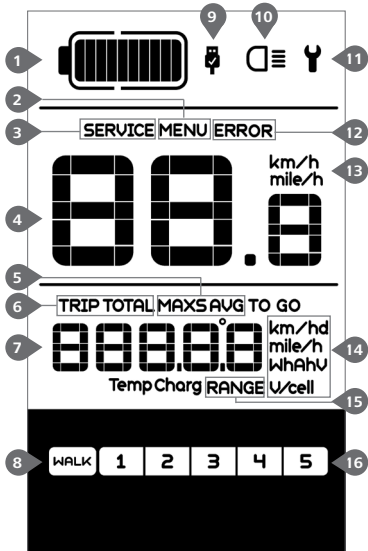 9 10
1 11
2
3 SERVICE MENU ERROR 12
km/h 13
mile/h
4 88.8
5
6 TRIP TOTAL MAXS AVG TO GO
7 888.8.8° km/hd
mile/h 14
WhAhV
Temp Charg RANGE V/cell
15
8 WALK 1 2 3 4 5 16